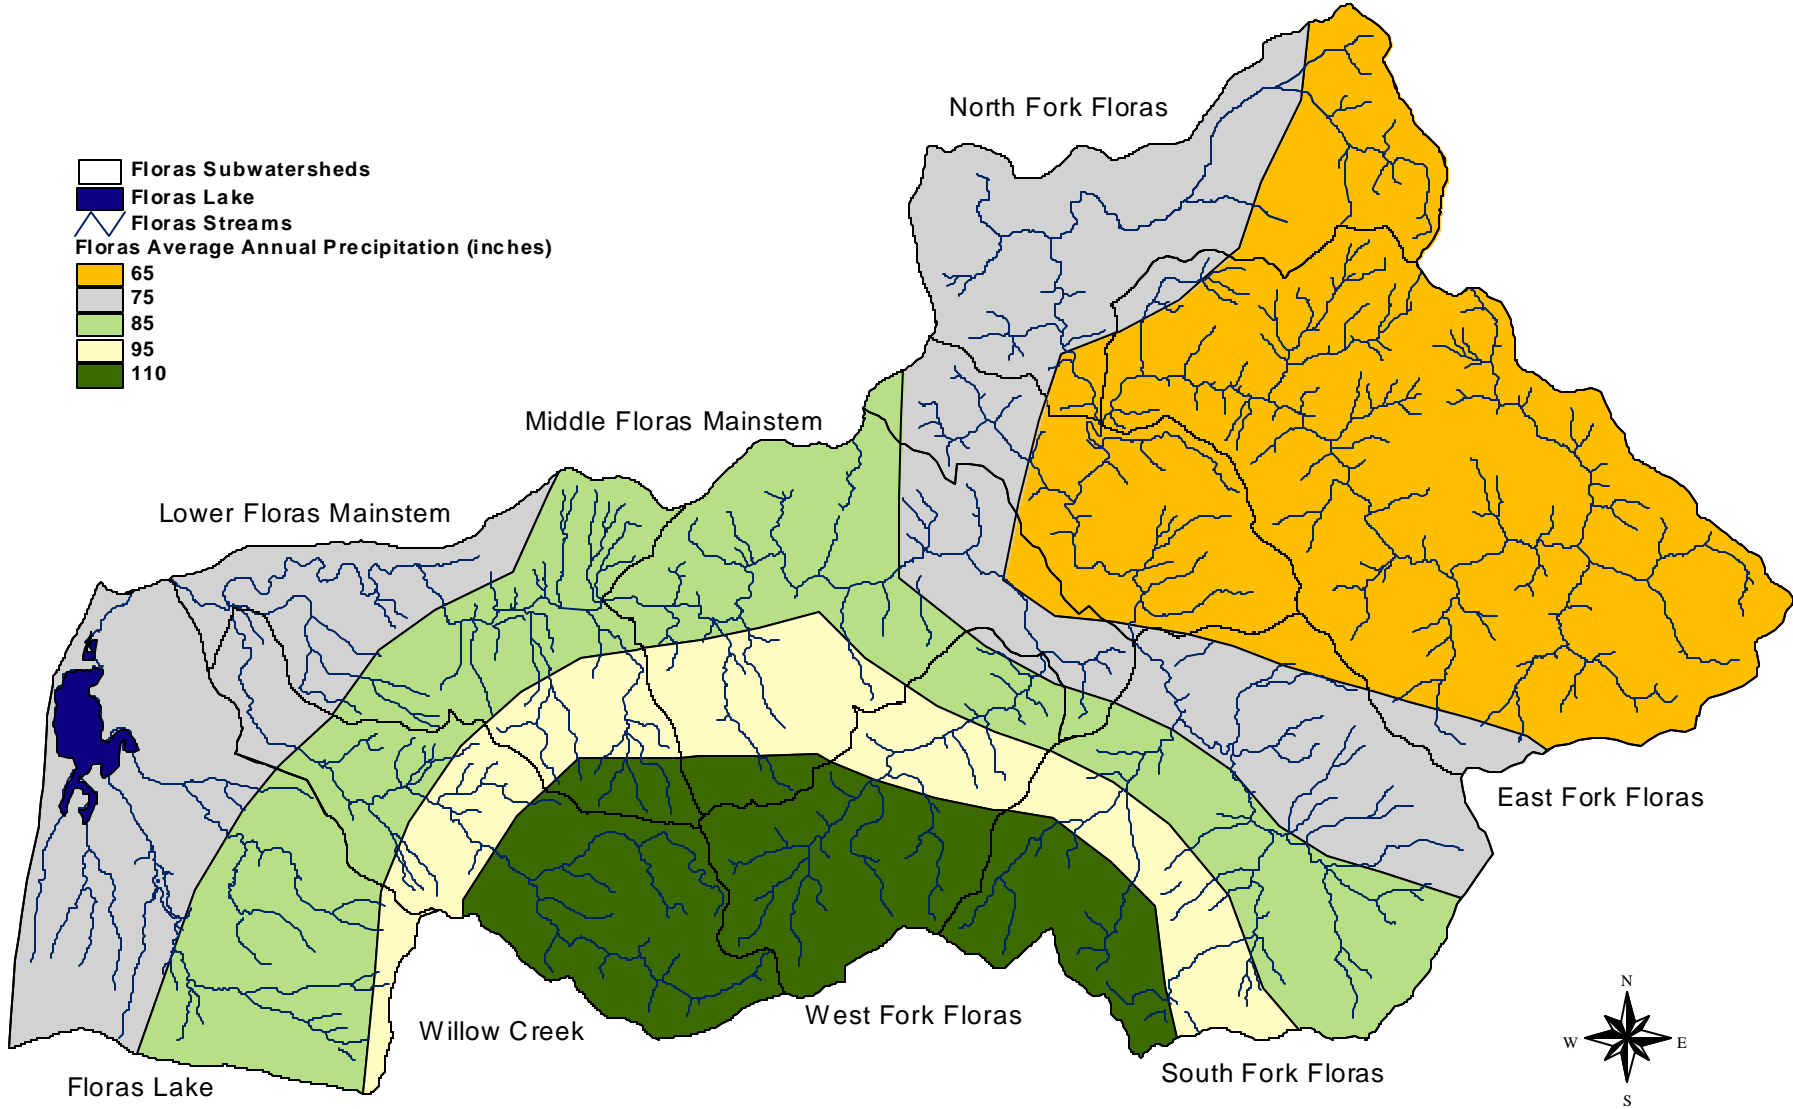 North Fork Floras
Floras Subwatersheds
Floras Lake
Floras Streams
Floras Average Annual Precipitation (inches)
65
75
85
95
110
Middle Floras Mainstem
Lower Floras Mainstem
East Fork Floras
N
W
E
S
West Fork Floras
Willow Creek
South Fork Floras
Floras Lake